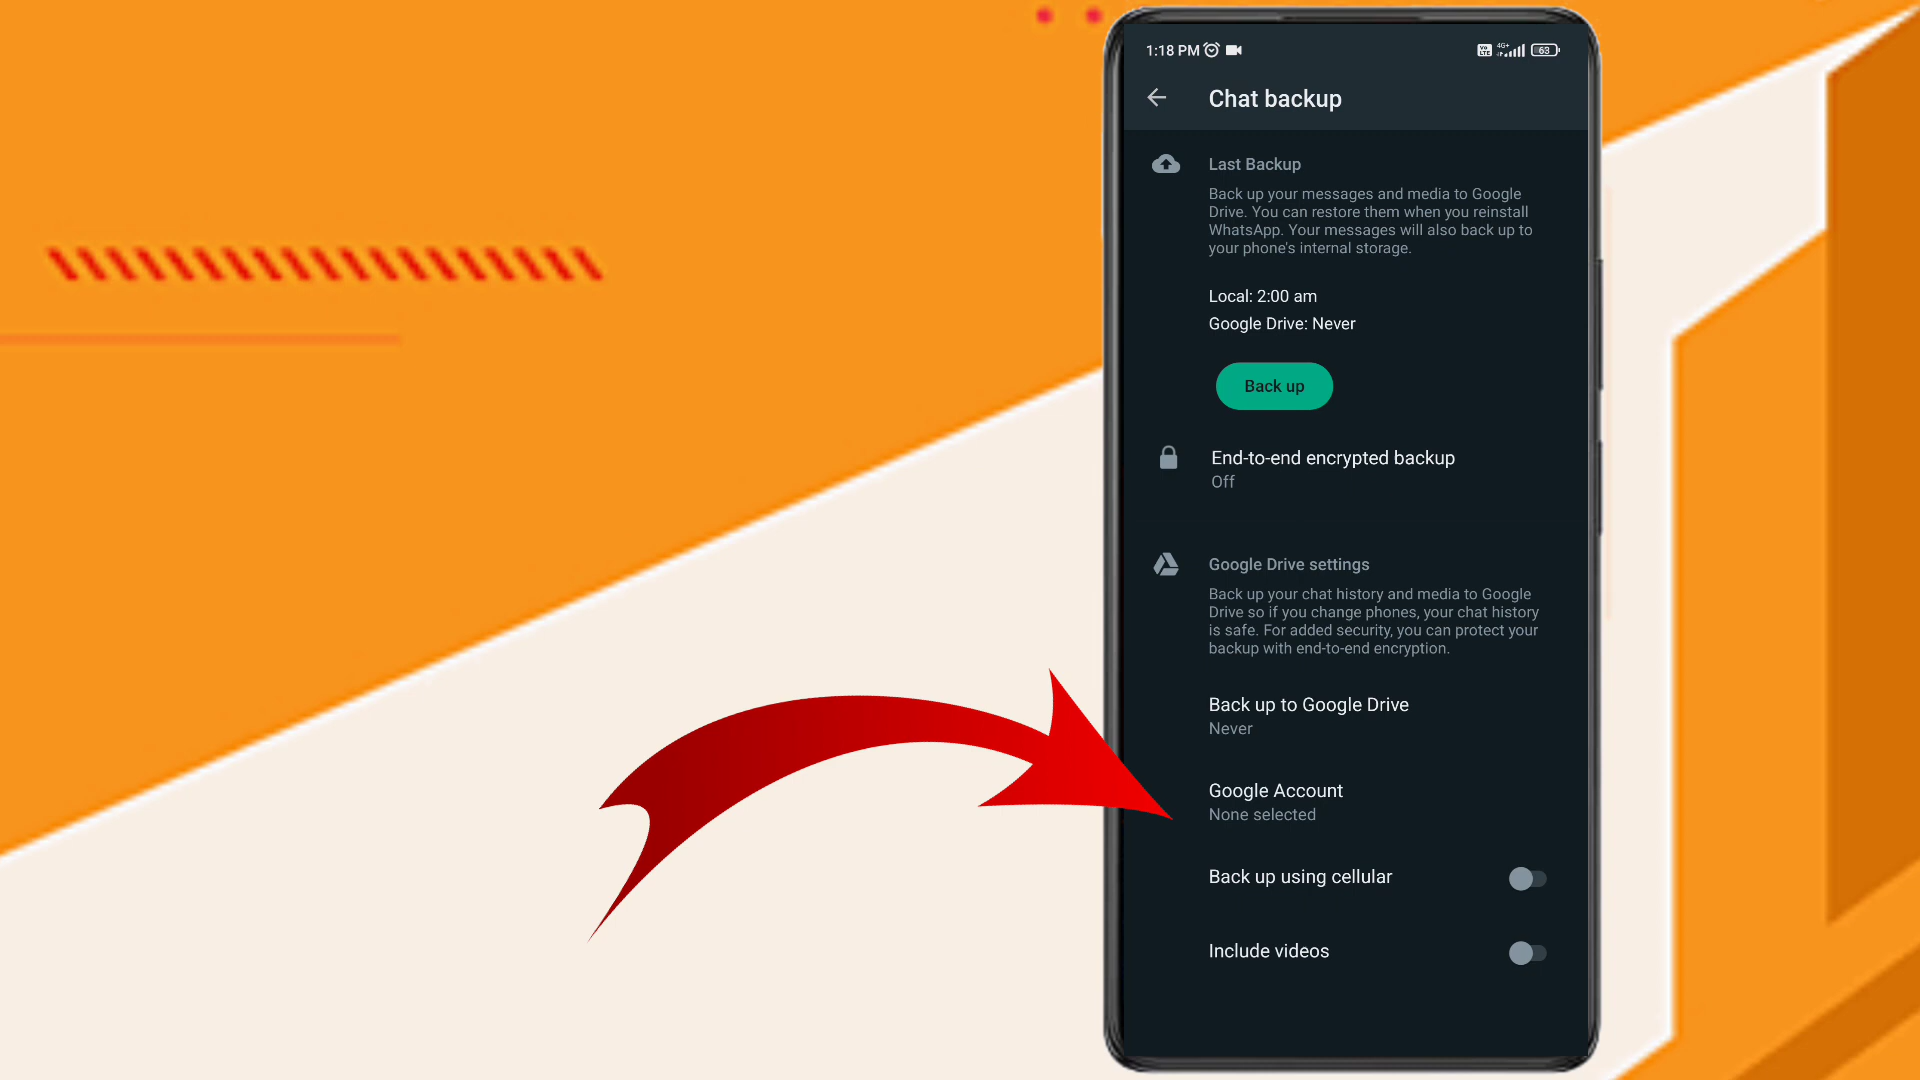 1:18 PM
Vo LTE 4G+ 63
Chat backup
Last Backup
Back up your messages and media to Google
Drive. You can restore them when you reinstall
WhatsApp. Your messages will also back up to
your phone's internal storage.
Local: 2:00 am
Google Drive: Never
Back up
End-to-end encrypted backup
Off
Google Drive settings
Back up your chat history and media to Google
Drive so if you change phones, your chat history
is safe. For added security, you can protect your
backup with end-to-end encryption.
Back up to Google Drive
Never
Google Account
None selected
Back up using cellular
Include videos